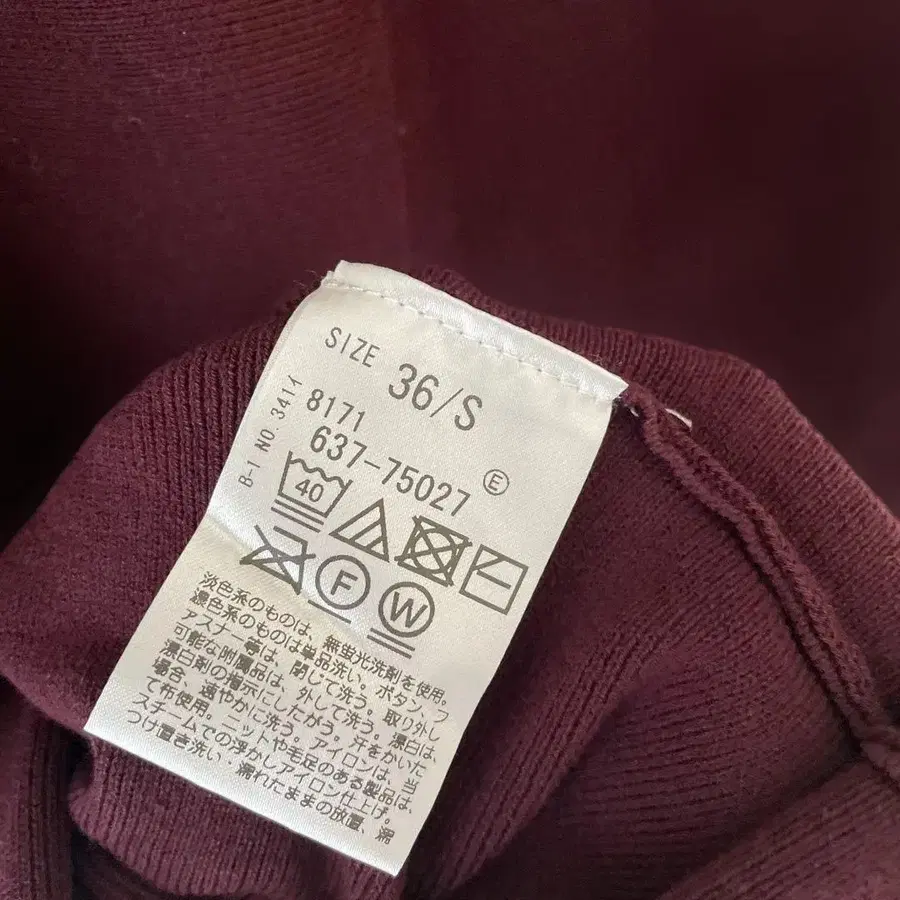 SIZE 36/S
8171
637-75027 Ⓔ
B-1 NO. 341イ
40
F W
淡色系のものは、無蛍光洗剤を使用。
濃色系のものは単品洗い。ボタン、フ
ァスナー等は、閉じて洗う。取り外し
可能な附属品は、外して洗う。漂白は、
漂白剤の指示にしたがう。汗をかいた
場合、速やかに洗う。アイロンは、当
て布使用。ニットや毛足のある製品は、
スチームでの浮かしアイロン仕上げ。
つけ置き洗い・濡れたままの放置、濡